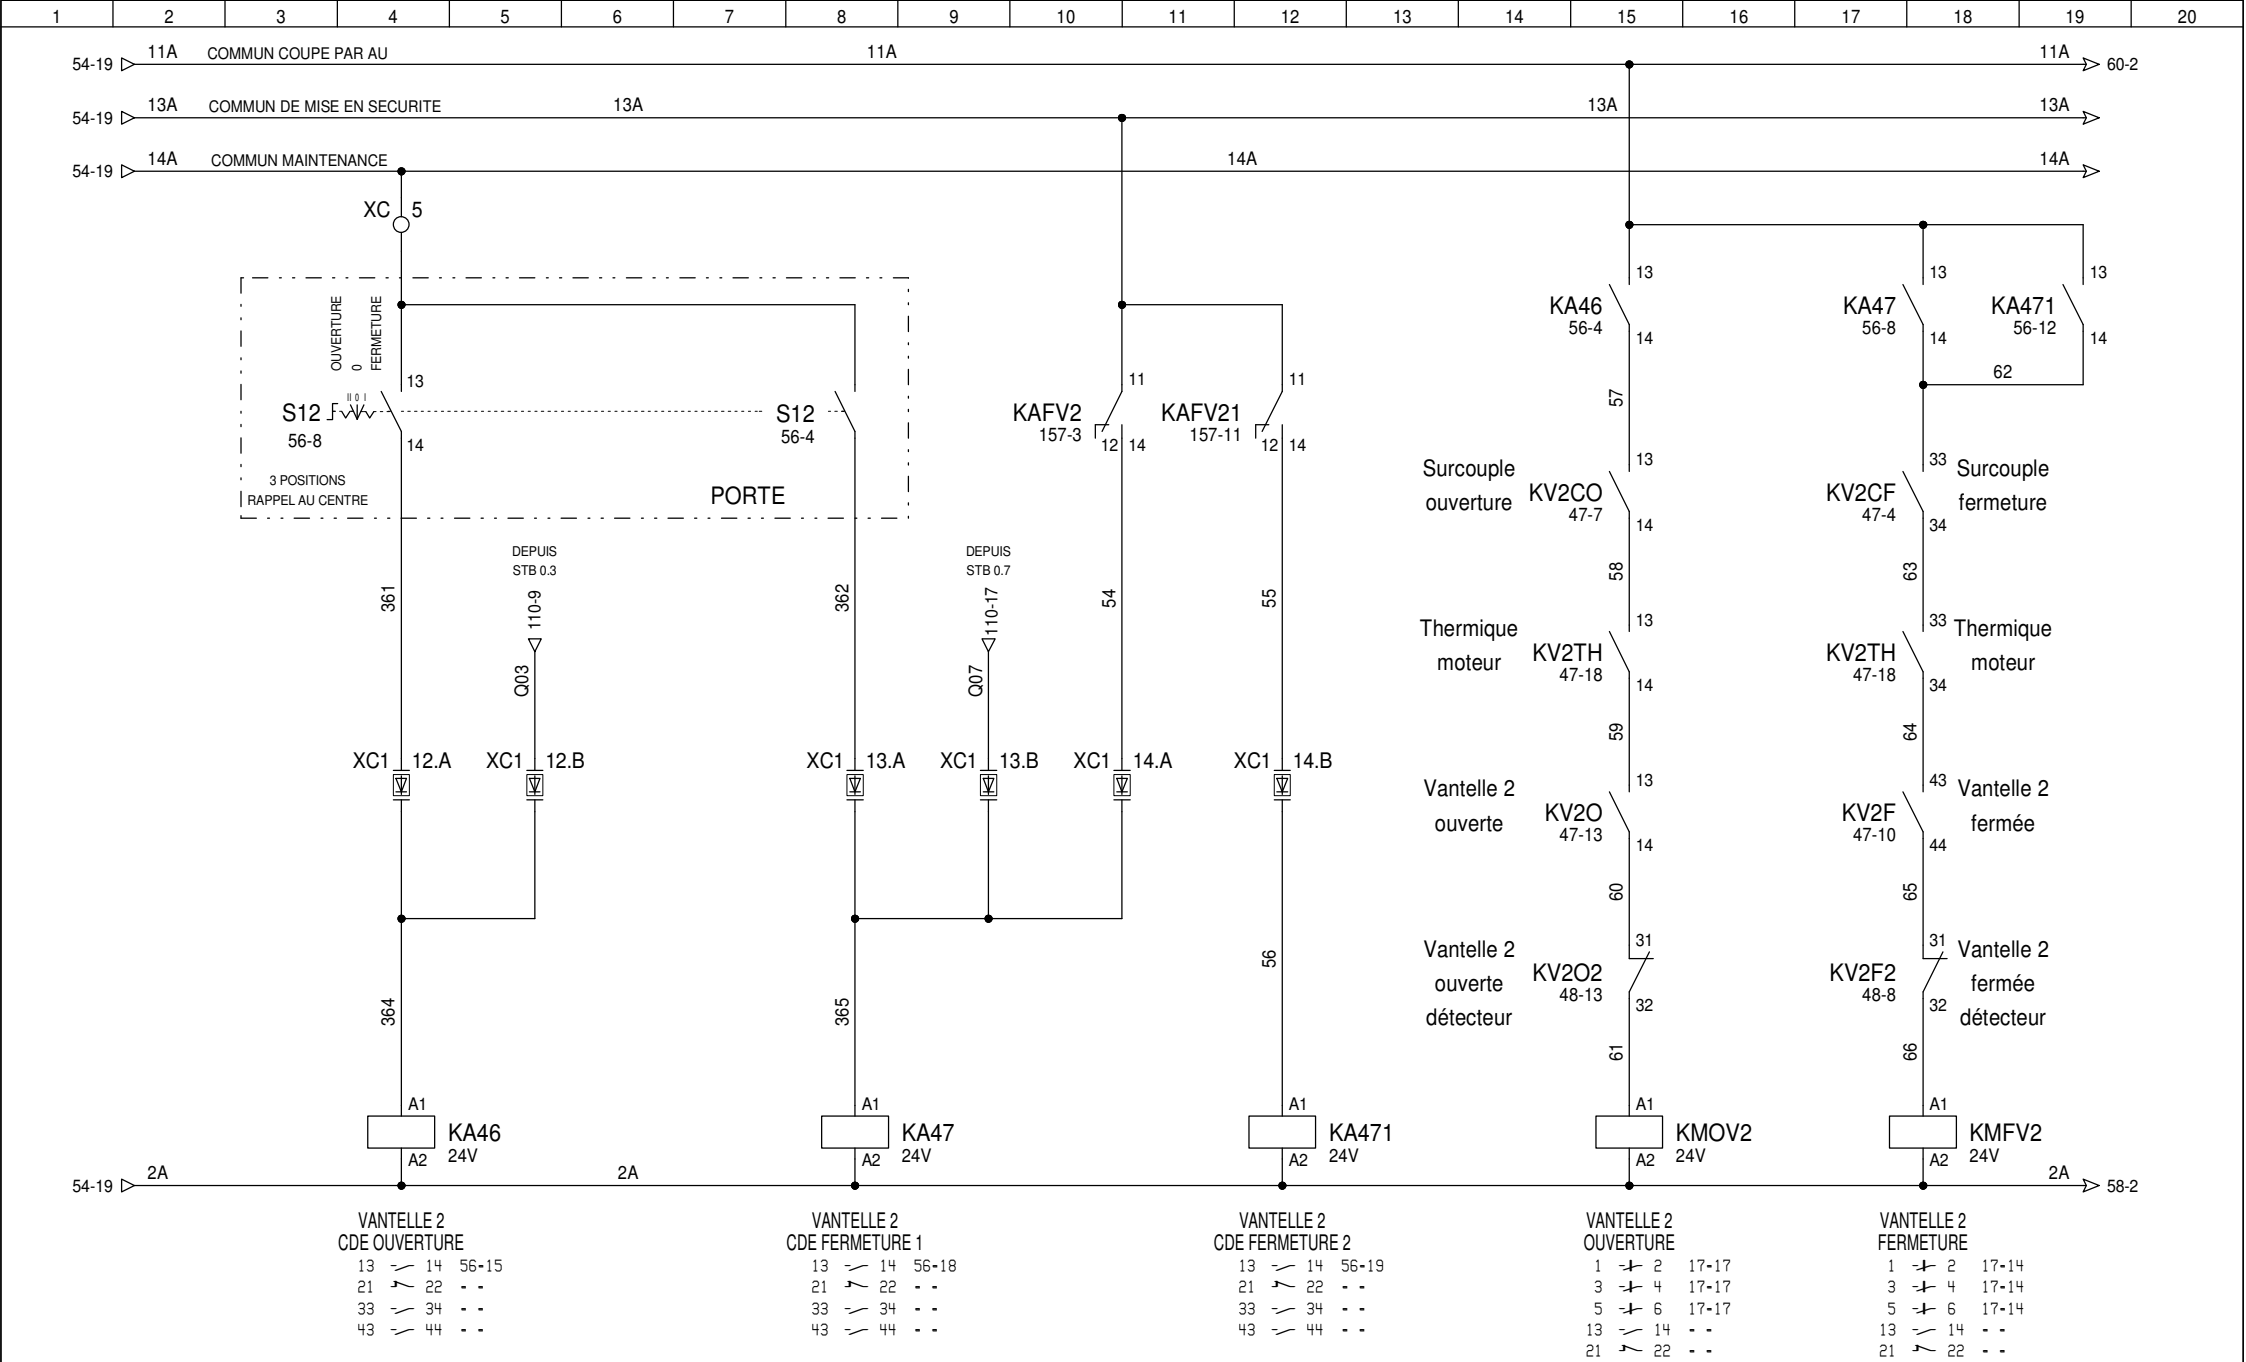 1 2 3 4 5 6 7 8 9 10 11 12 13 14 15 16 17 18 19 20
54-19 11A COMMUN COUPE PAR AU 11A 11A 60-2
54-19 13A COMMUN DE MISE EN SECURITE 13A 13A 13A
54-19 14A COMMUN MAINTENANCE 14A 14A
XC 5
OUVERTURE
0
FERMETURE
II 0 I
13
S12
56-8
14
3 POSITIONS
RAPPEL AU CENTRE
S12
56-4
PORTE
11
KAFV2
157-3
12 14
11
KAFV21
157-11
12 14
13
KA46
56-4
14
13
KA47
56-8
14
13
KA471
56-12
14
62
57
13
Surcouple
ouverture
KV2CO
47-7
14
33
KV2CF
47-4
34
Surcouple
fermeture
361
DEPUIS
STB 0.3
110-9
Q03
362
DEPUIS
STB 0.7
110-17
Q07
54
55
58
63
13
Thermique
moteur
KV2TH
47-18
14
33
KV2TH
47-18
34
Thermique
moteur
59
64
XC1 12.A
XC1 12.B
XC1 13.A
XC1 13.B
XC1 14.A
XC1 14.B
13
Vantelle 2
ouverte
KV2O
47-13
14
43
KV2F
47-10
44
Vantelle 2
fermée
60
65
56
31
Vantelle 2
ouverte
détecteur
KV2O2
48-13
32
31
KV2F2
48-8
32
Vantelle 2
fermée
détecteur
364
365
61
66
A1
KA46
A2 24V
A1
KA47
A2 24V
A1
KA471
A2 24V
A1
KMOV2
A2 24V
A1
KMFV2
A2 24V
54-19 2A 2A 2A 58-2
VANTELLE 2
CDE OUVERTURE
13 14 56-15
21 22 - -
33 34 - -
43 44 - -
VANTELLE 2
CDE FERMETURE 1
13 14 56-18
21 22 - -
33 34 - -
43 44 - -
VANTELLE 2
CDE FERMETURE 2
13 14 56-19
21 22 - -
33 34 - -
43 44 - -
VANTELLE 2
OUVERTURE
1 2 17-17
3 4 17-17
5 6 17-17
13 14 - -
21 22 - -
VANTELLE 2
FERMETURE
1 2 17-14
3 4 17-14
5 6 17-14
13 14 - -
21 22 - -